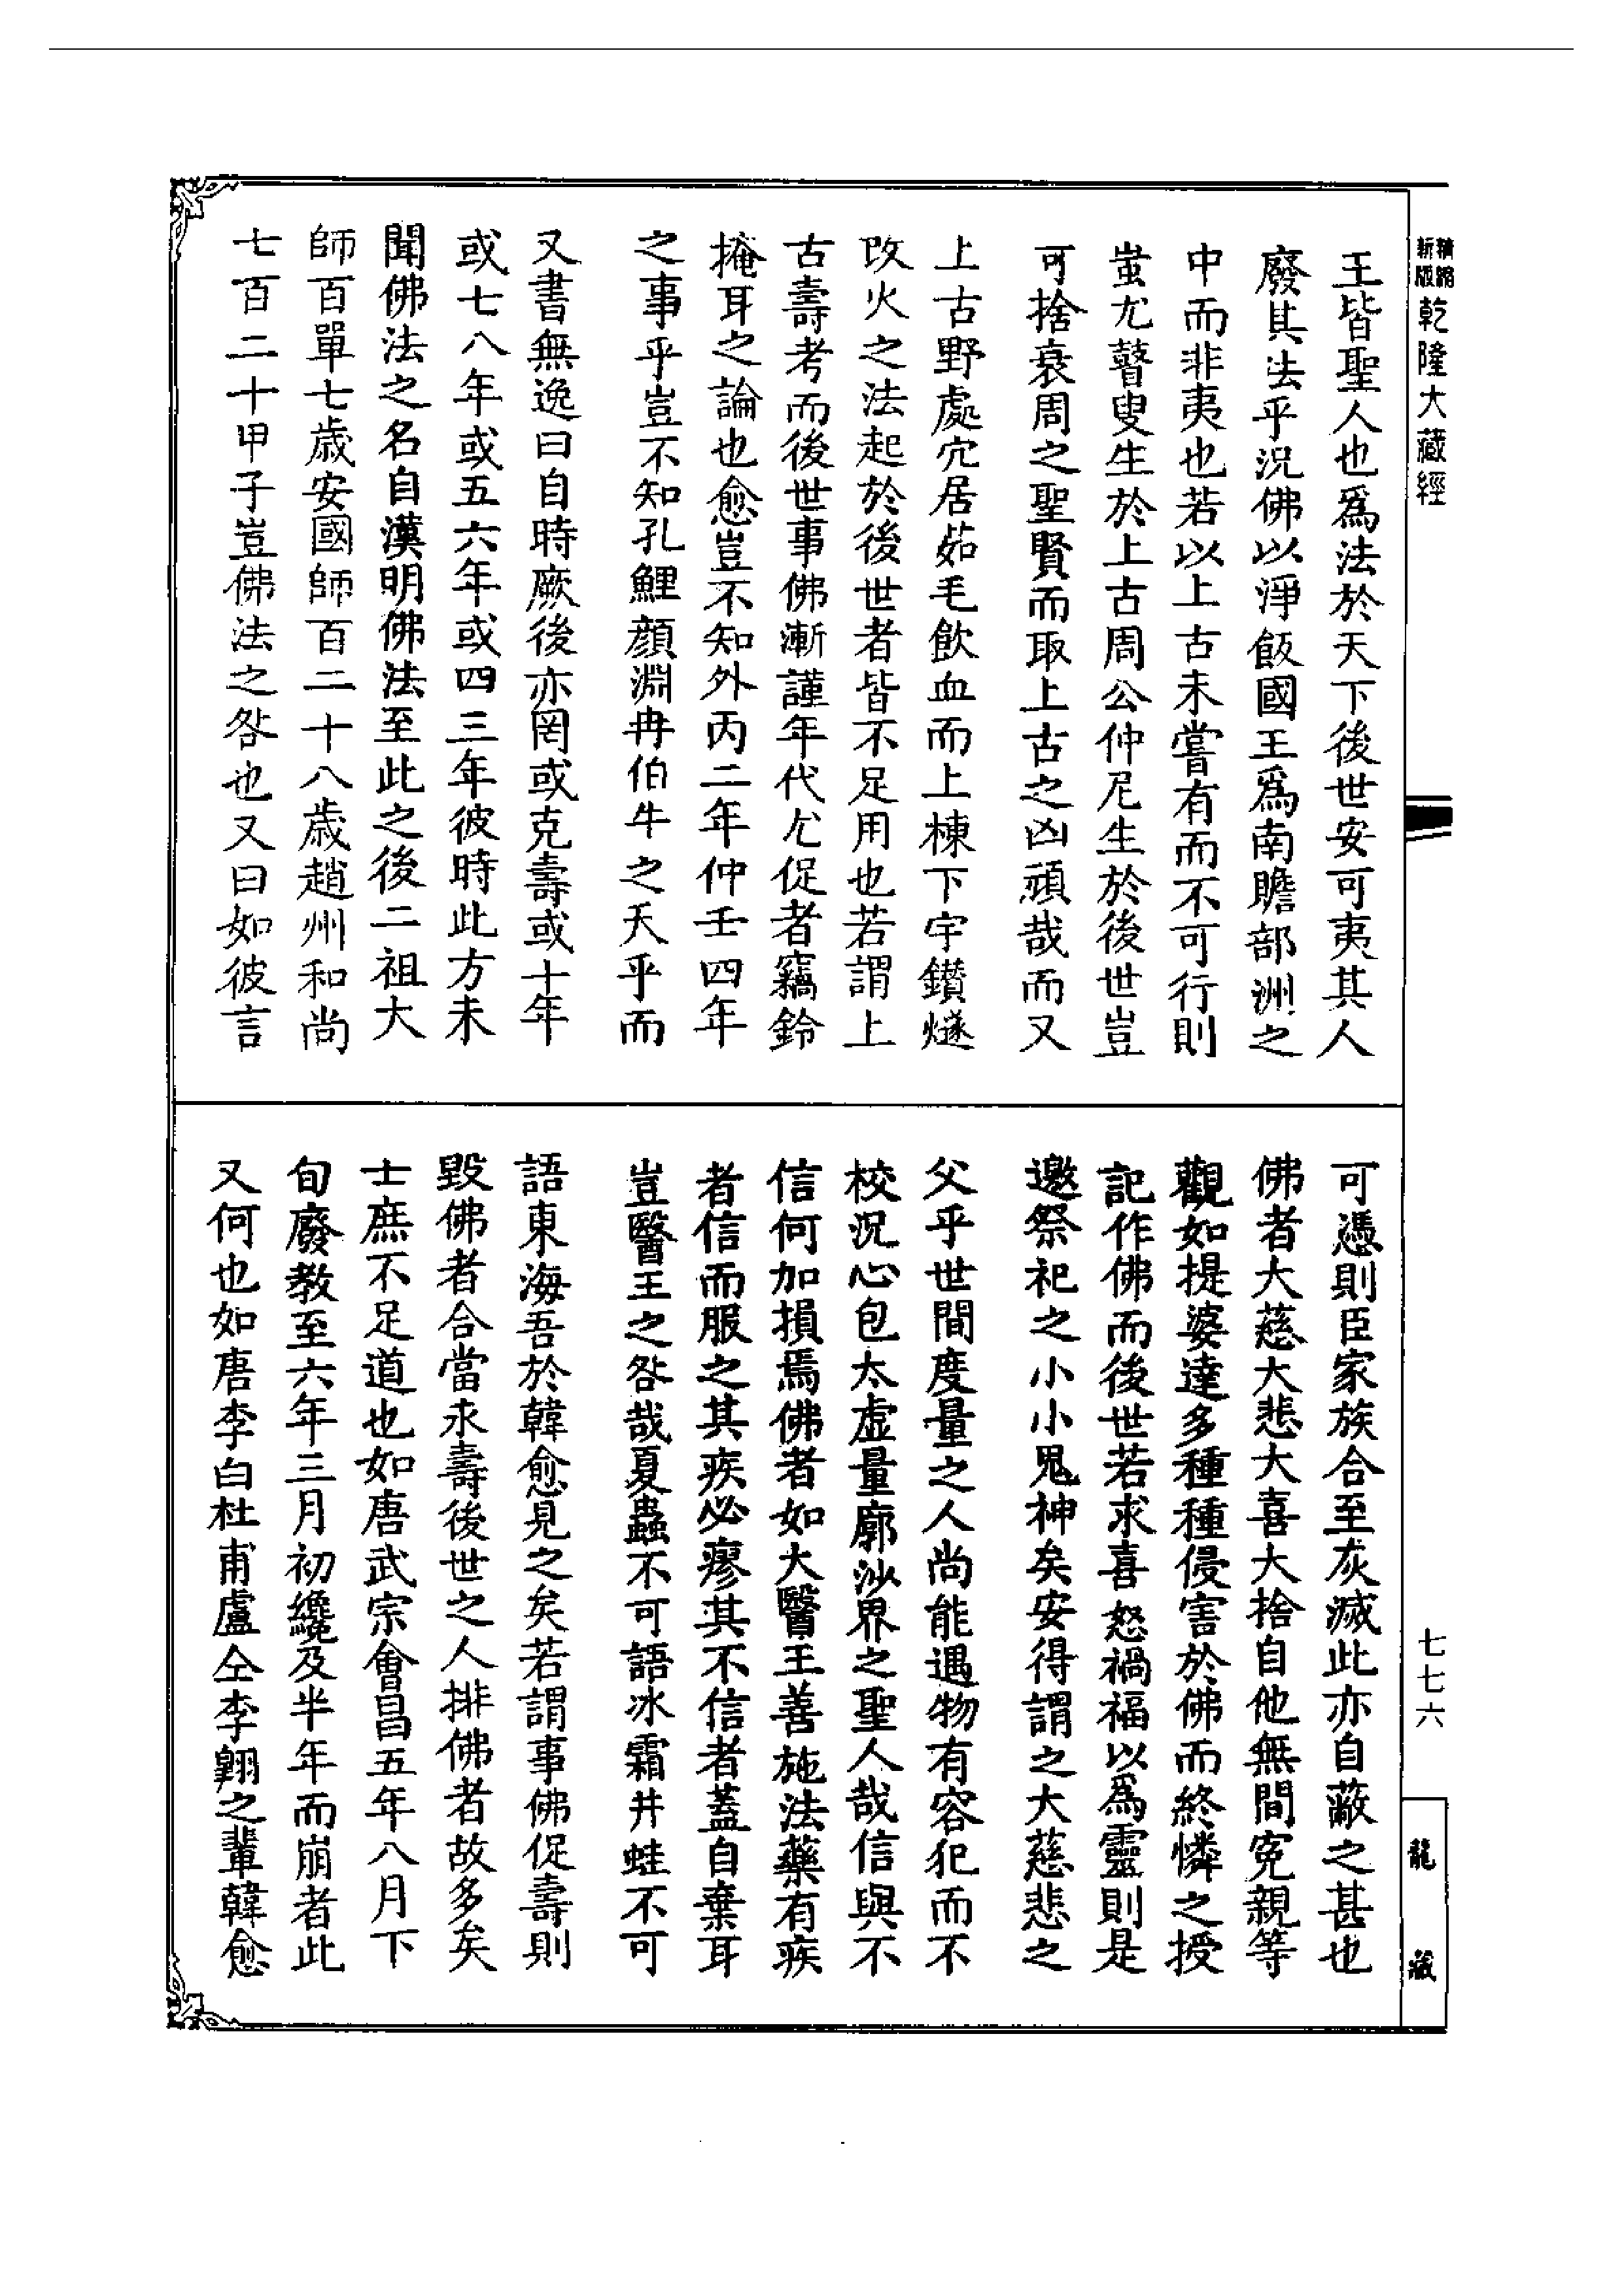 精縮新版乾隆大藏經
王皆聖人也爲法於天下後世安可夷其人
廢其法乎況佛以淨飯國王爲南贍部洲之
中而非夷也若以上古未嘗有而不可行則
蚩尤瞽叟生於上古周公仲尼生於後世豈
可捨衰周之聖賢而取上古之凶頑哉而又
上古野處穴居茹毛飲血而上棟下宇鑽燧
改火之法起於後世者皆不足用也若謂上
古壽考而後世事佛漸謹年代尤促者竊鈴
掩耳之論也愈豈不知外丙二年仲壬四年
之事乎豈不知孔鯉顔淵冉伯牛之夭乎而
又書無逸曰自時厥後亦罔或克壽或十年
或七八年或五六年或四三年彼時此方未
聞佛法之名自漢明佛法至此之後二祖大
師百單七歲安國師百二十八歲趙州和尚
七百二十甲子豈佛法之咎也又曰如彼言
可憑則臣家族合至灰滅此亦自蔽之甚也
佛者大慈大悲大喜大捨自他無間寃親等
觀如提婆達多種種侵害於佛而終憐之授
記作佛而後世若求喜怒禍福以爲靈則是
邀祭祀之小小鬼神矣安得謂之大慈悲之
父乎世間度量之人尚能遇物有容犯而不
校況心包太虛量廓沙界之聖人哉信與不
信何加損焉佛者如大醫王善施法藥有疾
者信而服之其疾必瘳其不信者蓋自棄耳
豈醫王之咎哉夏蟲不可語冰霜井蛙不可
語東海吾於韓愈見之矣若謂事佛促壽則
毀佛者合當永壽後世之人排佛者故多矣
士庶不足道也如唐武宗會昌五年八月下
旬廢教至六年三月初纔及半年而崩者此
又何也如唐李白杜甫盧仝李翱之輩韓愈
七七六
龍藏